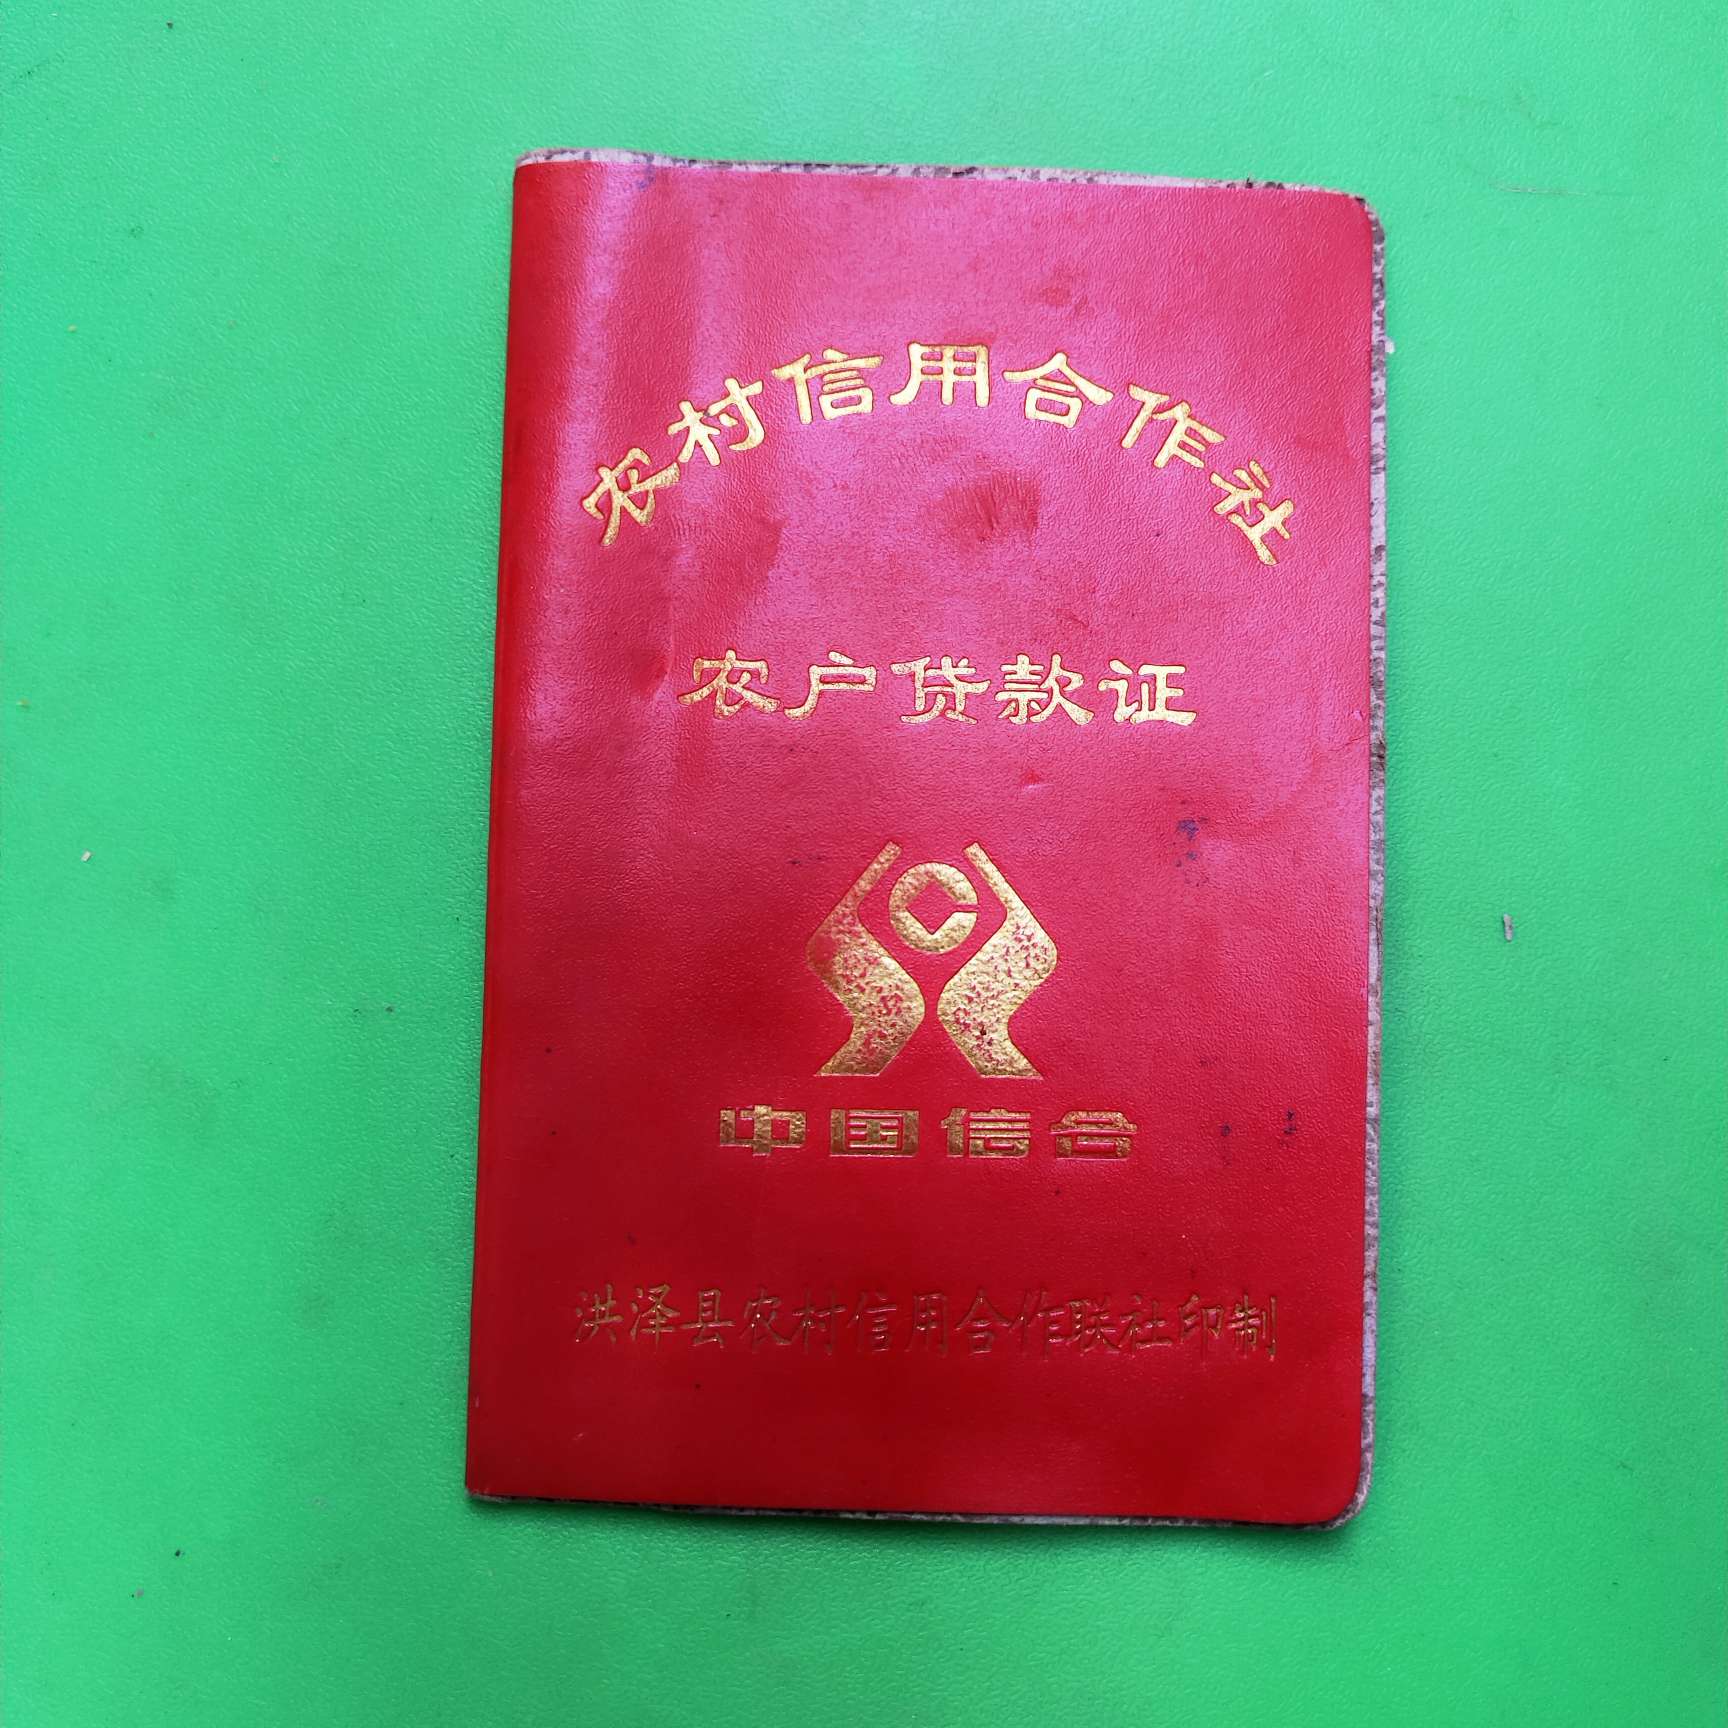 农村信用合作社
农户贷款证
中国信合
洪泽县农村信用合作联社印制